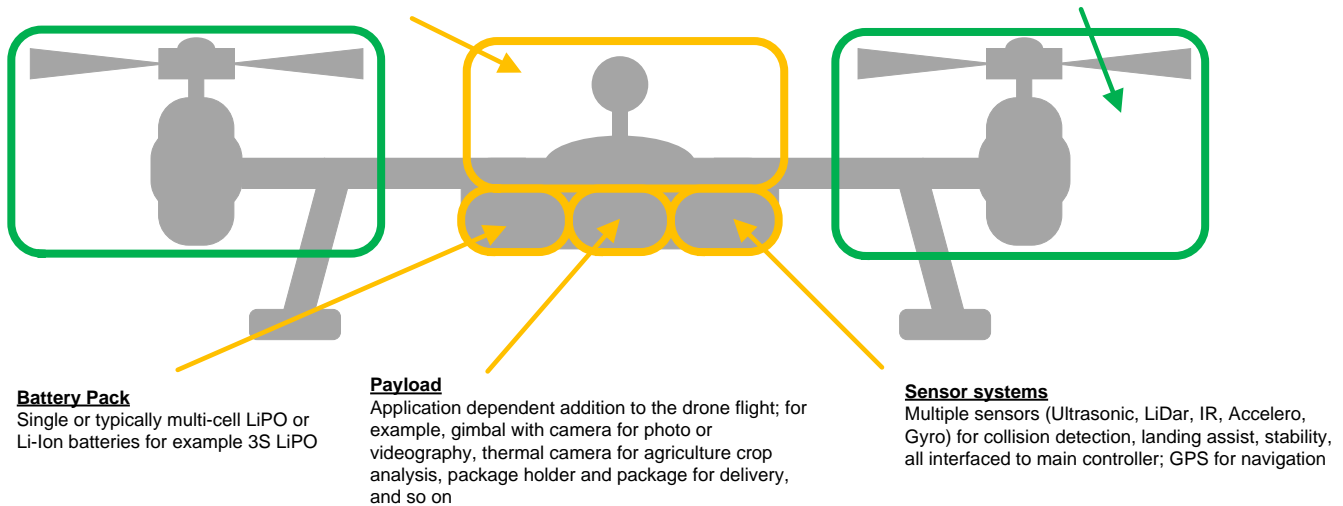 Battery Pack
Single or typically multi-cell LiPO or
Li-Ion batteries for example 3S LiPO
Payload
Application dependent addition to the drone flight; for
example, gimbal with camera for photo or
videography, thermal camera for agriculture crop
analysis, package holder and package for delivery,
and so on
Sensor systems
Multiple sensors (Ultrasonic, LiDar, IR, Accelero,
Gyro) for collision detection, landing assist, stability,
all interfaced to main controller; GPS for navigation